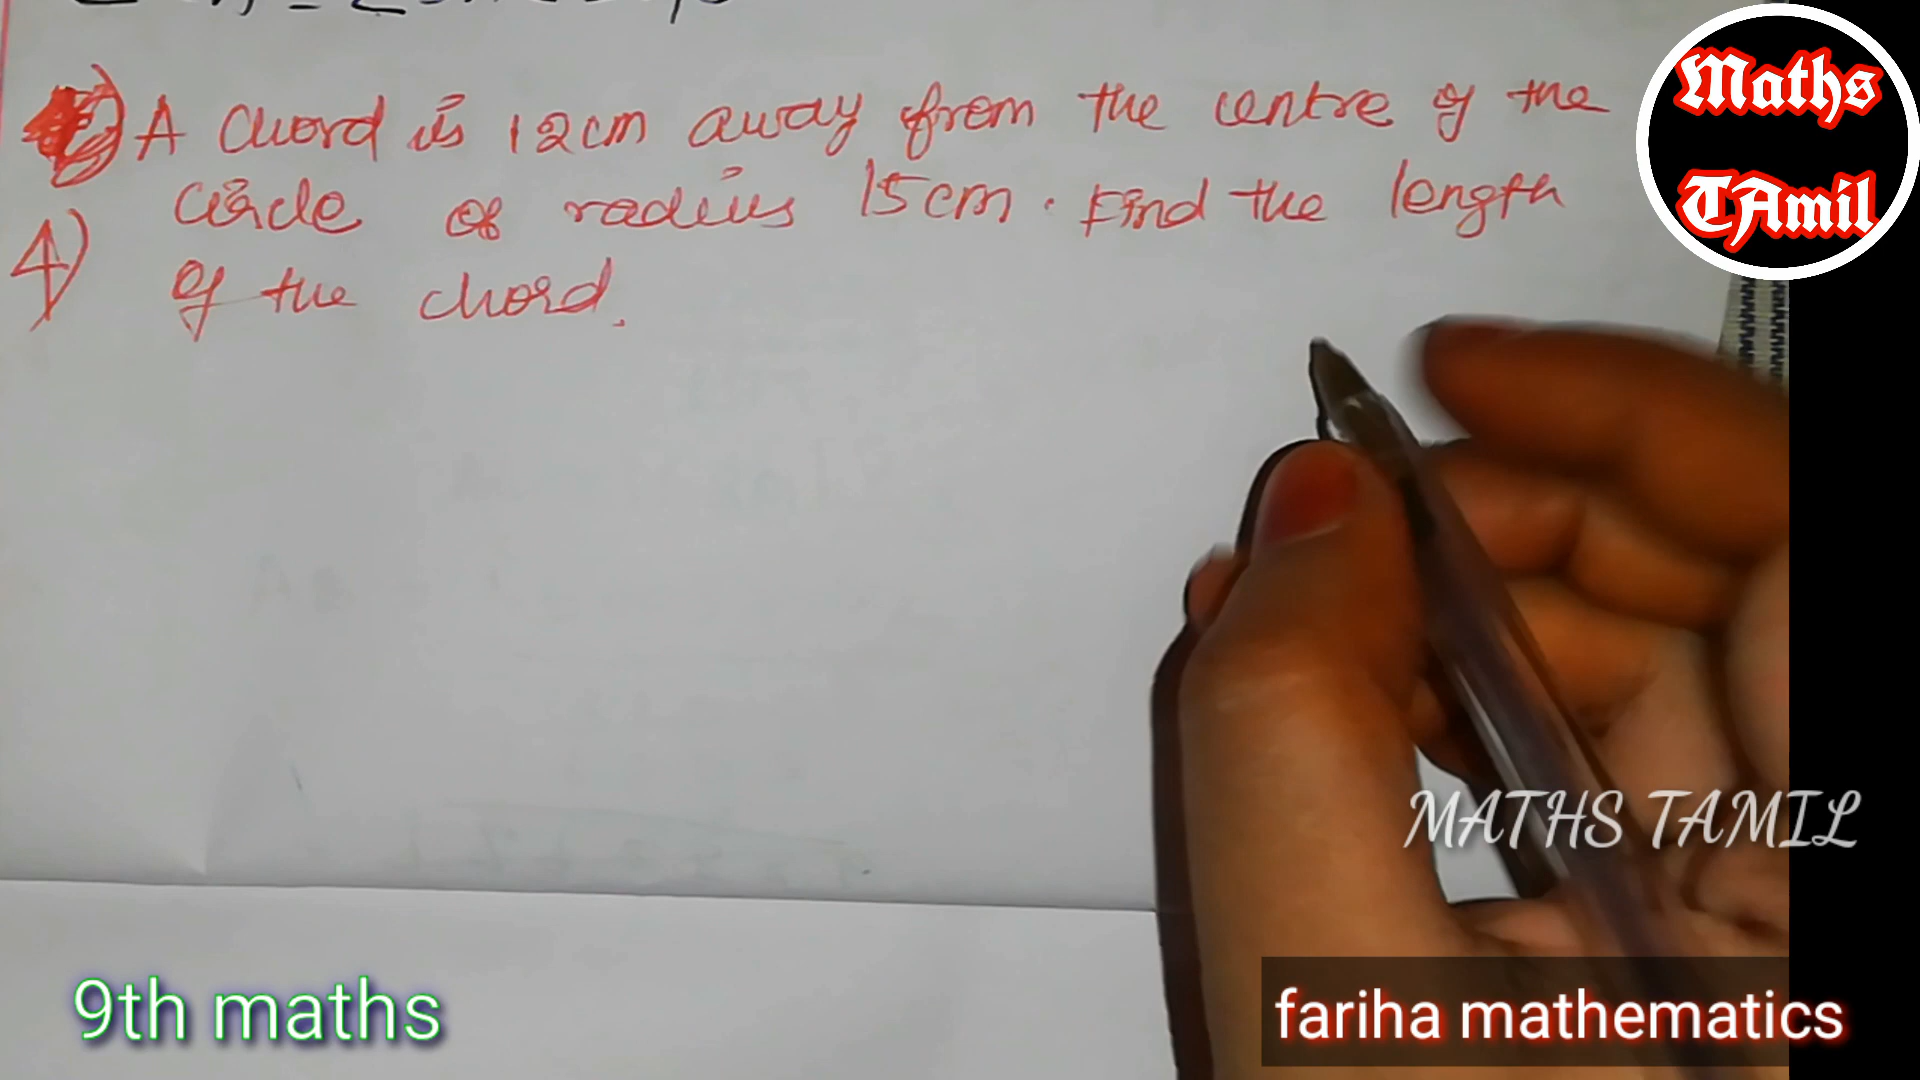 A chord is 12cm away from the centre of the
4) circle of radius 15cm. Find the length
of the chord.
Maths
TAmil
MATHS TAMIL
9th maths
fariha mathematics